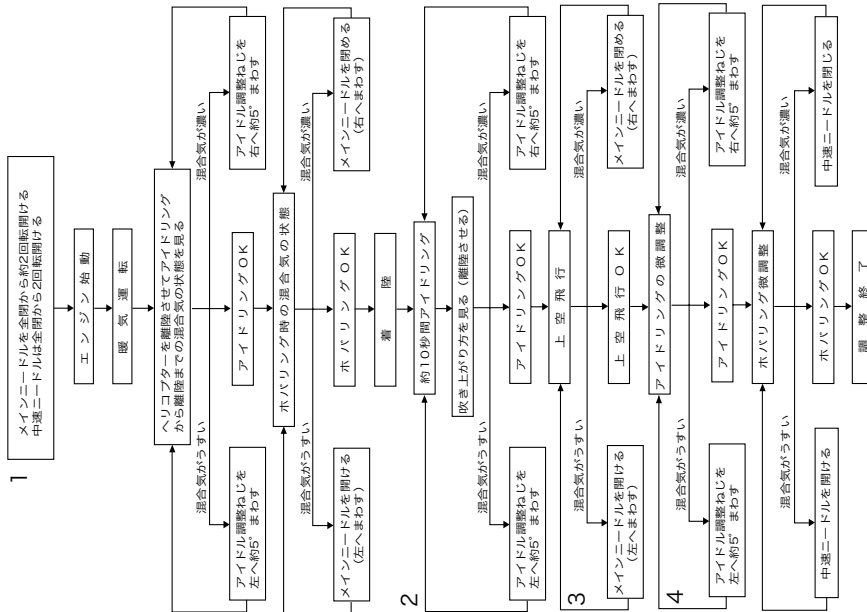 1
メインニードルを全閉から約2回転開ける
中速ニードルは全閉から2回転開ける
エンジン始動
暖気運転
ヘリコプターを離陸させてアイドリング
から離陸までの混合気の状態を見る
混合気がうすい
混合気が濃い
アイドル調整ねじを
左へ約5°まわす
アイドリングOK
アイドル調整ねじを
右へ約5°まわす
ホバリング時の混合気の状態
混合気がうすい
混合気が濃い
メインニードルを開ける
(左へまわす)
ホバリングOK
メインニードルを閉める
(右へまわす)
着陸
2
約10秒間アイドリング
吹き上がり方を見る(離陸させる)
混合気がうすい
混合気が濃い
アイドル調整ねじを
左へ約5°まわす
アイドリングOK
アイドル調整ねじを
右へ約5°まわす
3
上空飛行
混合気がうすい
混合気が濃い
メインニードルを開ける
(左へまわす)
上空飛行OK
メインニードルを閉める
(右へまわす)
4
アイドリングの微調整
混合気がうすい
混合気が濃い
アイドル調整ねじを
左へ約5°まわす
アイドリングOK
アイドル調整ねじを
右へ約5°まわす
ホバリング微調整
混合気がうすい
混合気が濃い
中速ニードルを開ける
ホバリングOK
中速ニードルを閉じる
調整終了